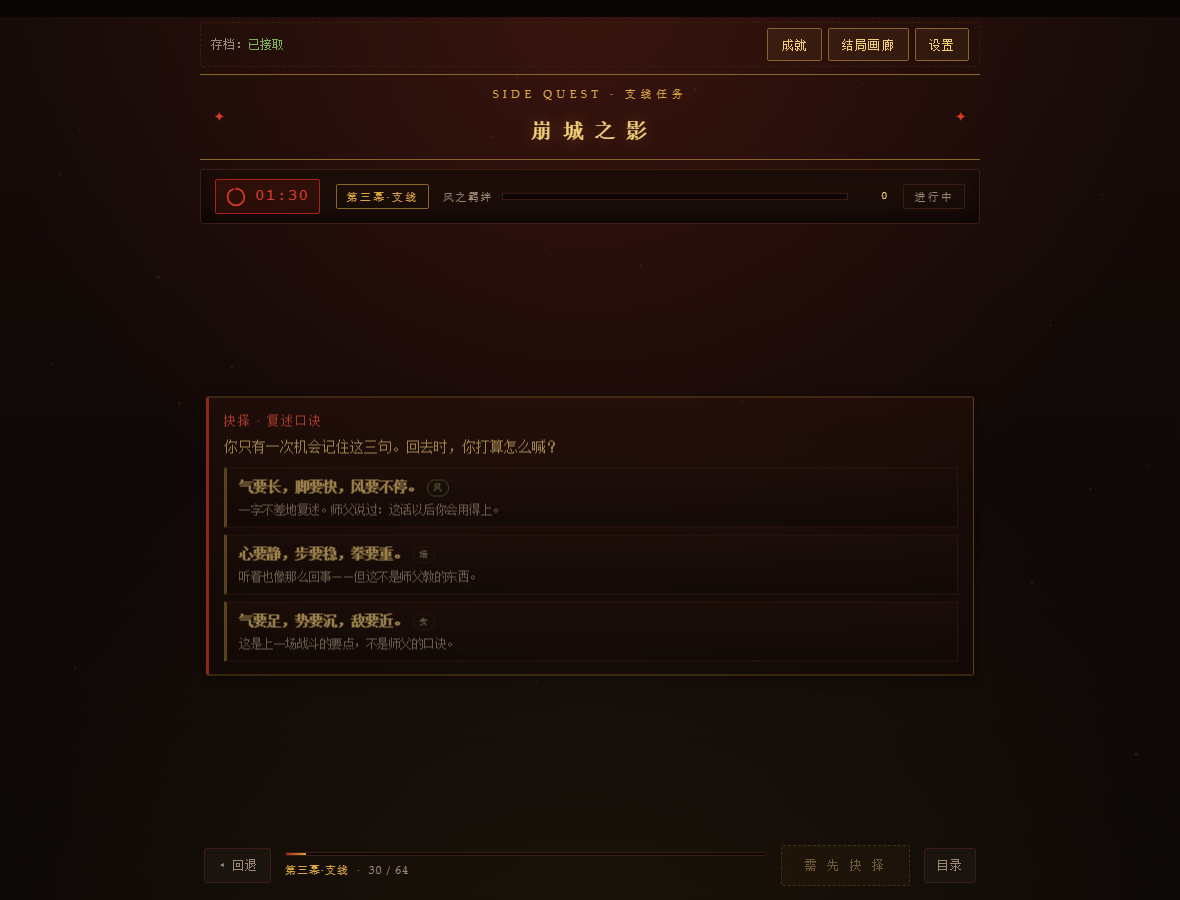 存档: 已接取
成就
结局画廊
设置
SIDE QUEST · 支线任务
崩城之影
01:30
第三幕·支线
风之羁绊
0
进行中
抉择 · 复述口诀
你只有一次机会记住这三句。回去时，你打算怎么喊？
气要长，脚要快，风要不停。 风
一字不差地复述。师父说过：这话以后你会用得上。
心要静，步要稳，拳要重。
听着也像那么回事——但这不是师父教的东西。
气要足，势要沉，敌要近。
这是上一场战斗的要点，不是师父的口诀。
◂ 回退
第三幕·支线 · 30 / 64
需先抉择
目录